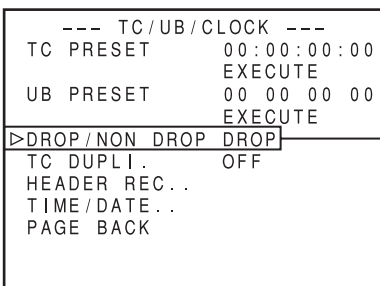 --- TC/UB/CLOCK ---
TC PRESET 00:00:00:00
EXECUTE
UB PRESET 00 00 00 00
EXECUTE
▷DROP/NON DROP DROP
TC DUPLI. OFF
HEADER REC..
TIME/DATE..
PAGE BACK